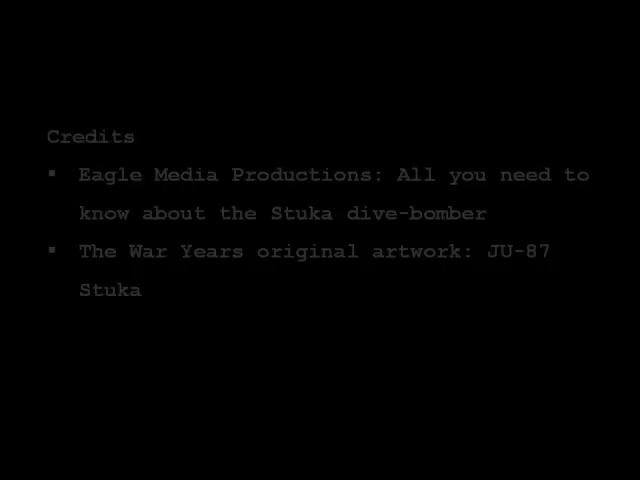 Credits
▪ Eagle Media Productions: All you need to
know about the Stuka dive-bomber
▪ The War Years original artwork: JU-87
Stuka